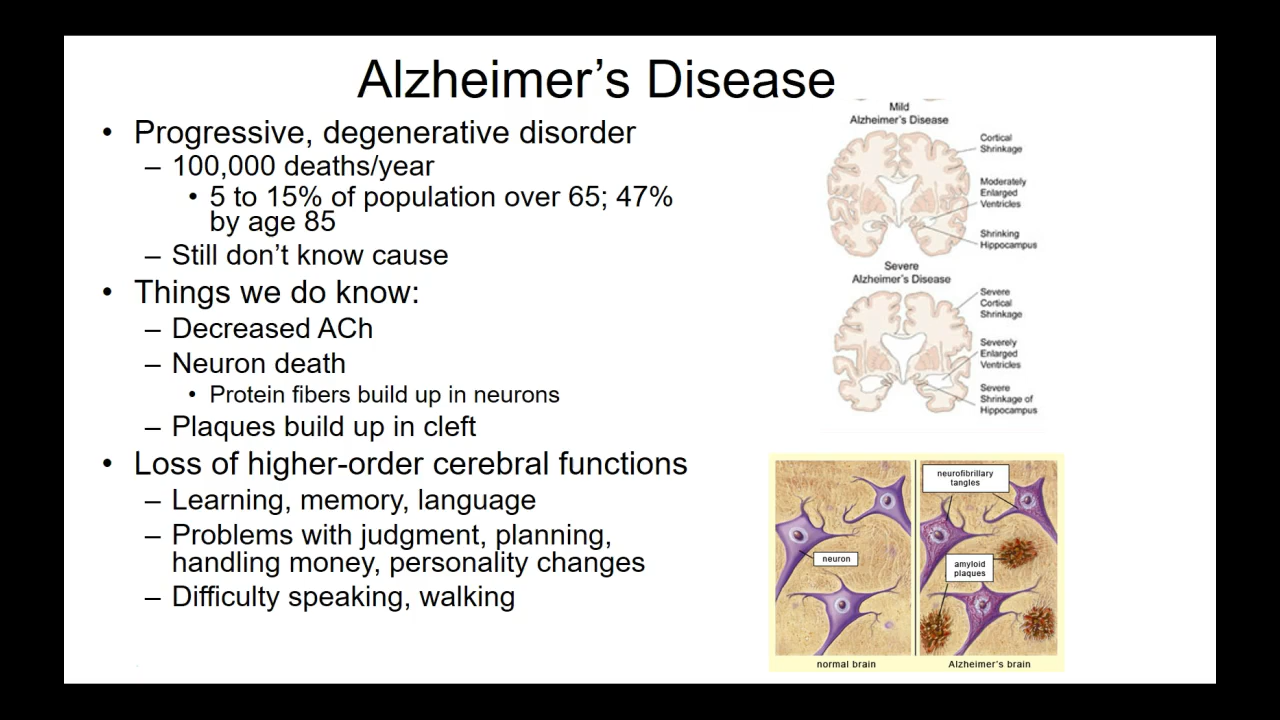 Alzheimer’s Disease
• Progressive, degenerative disorder
– 100,000 deaths/year
• 5 to 15% of population over 65; 47%
by age 85
– Still don’t know cause
• Things we do know:
– Decreased ACh
– Neuron death
• Protein fibers build up in neurons
– Plaques build up in cleft
• Loss of higher-order cerebral functions
– Learning, memory, language
– Problems with judgment, planning,
handling money, personality changes
– Difficulty speaking, walking
Mild
Alzheimer’s Disease
Cortical
Shrinkage
Moderately
Enlarged
Ventricles
Shrinking
Hippocampus
Severe
Alzheimer’s Disease
Severe
Cortical
Shrinkage
Severely
Enlarged
Ventricles
Severe
Shrinkage of
Hippocampus
neuron
normal brain
neurofibrillary
tangles
amyloid
plaques
Alzheimer’s brain